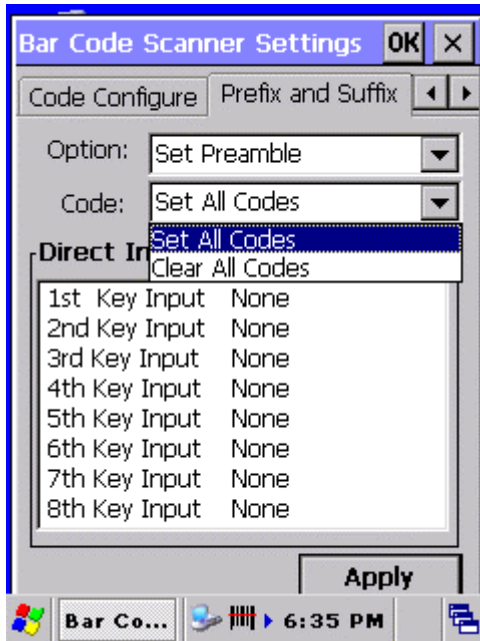 Bar Code Scanner Settings OK ×
Code Configure Prefix and Suffix
Option: Set Preamble
Code: Set All Codes
Set All Codes
Direct
Clear All Codes
1st Key Input None
2nd Key Input None
3rd Key Input None
4th Key Input None
5th Key Input None
6th Key Input None
7th Key Input None
8th Key Input None
Apply
Bar Co... 6:35 PM